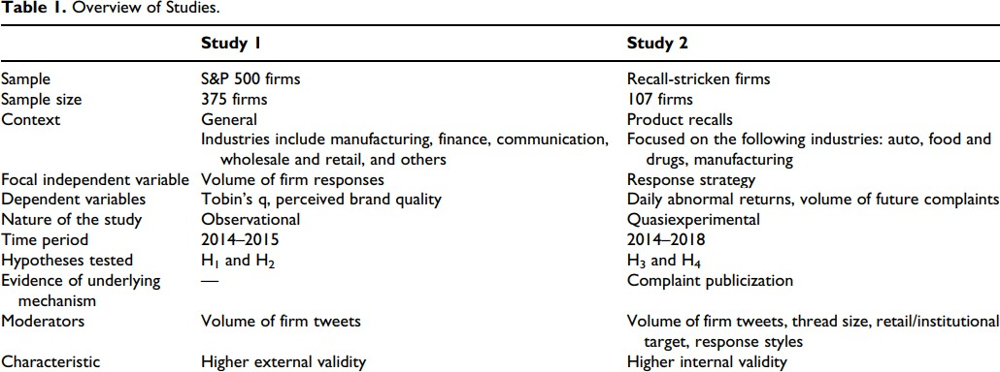 Table 1. Overview of Studies.
Study 1 Study 2
Sample S&P 500 firms Recall-stricken firms
Sample size 375 firms 107 firms
Context General Product recalls
Industries include manufacturing, finance, communication, Focused on the following industries: auto, food and
wholesale and retail, and others drugs, manufacturing
Focal independent variable Volume of firm responses Response strategy
Dependent variables Tobin's q, perceived brand quality Daily abnormal returns, volume of future complaints
Nature of the study Observational Quasiexperimental
Time period 2014–2015 2014–2018
Hypotheses tested H1 and H2 H3 and H4
Evidence of underlying — Complaint publicization
mechanism
Moderators Volume of firm tweets Volume of firm tweets, thread size, retail/institutional
target, response styles
Characteristic Higher external validity Higher internal validity